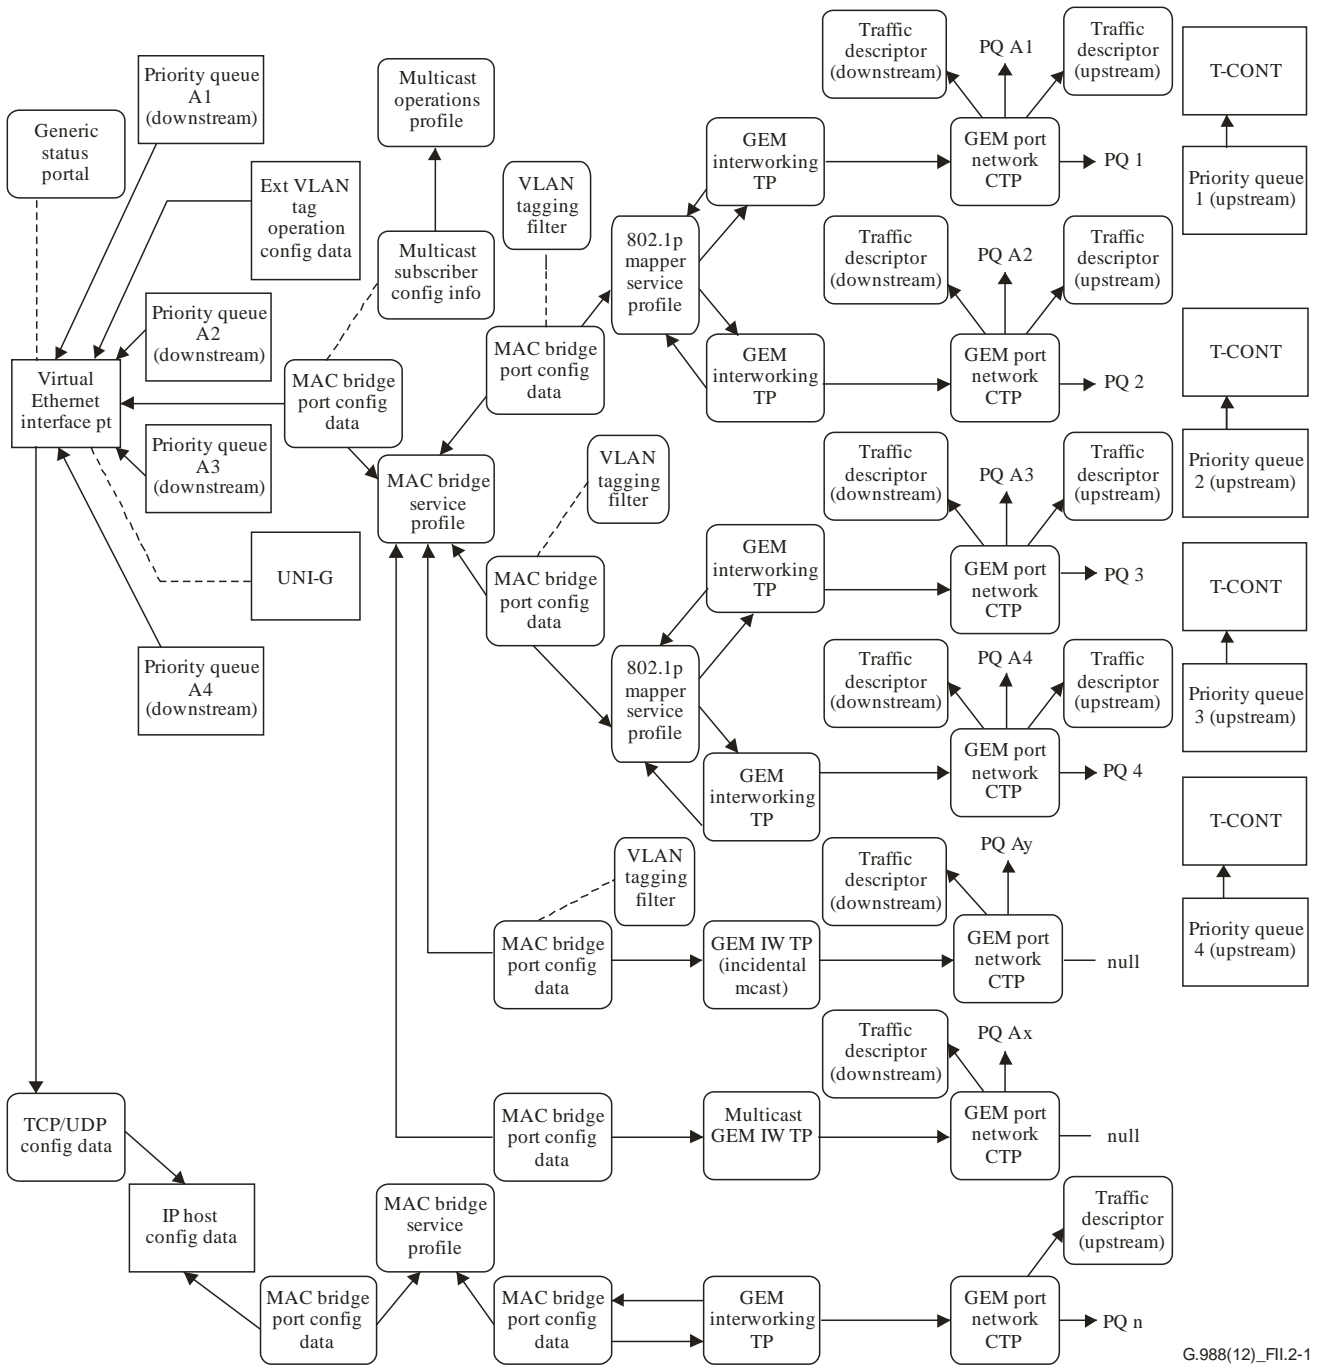 Traffic
descriptor
(downstream)
PQ A1
Traffic
descriptor
(upstream)
T-CONT
Priority queue
A1
(downstream)
Multicast
operations
profile
Generic
status
portal
GEM
interworking
TP
GEM port
network
CTP
PQ 1
Priority queue
1 (upstream)
Ext VLAN
tag
operation
config data
VLAN
tagging
filter
Multicast
subscriber
config info
802.1p
mapper
service
profile
Traffic
descriptor
(downstream)
PQ A2
Traffic
descriptor
(upstream)
Priority queue
A2
(downstream)
MAC bridge
port config
data
GEM
interworking
TP
GEM port
network
CTP
PQ 2
T-CONT
Virtual
Ethernet
interface pt
MAC bridge
port config
data
Priority queue
A3
(downstream)
MAC bridge
service
profile
VLAN
tagging
filter
Traffic
descriptor
(downstream)
PQ A3
Traffic
descriptor
(upstream)
Priority queue
2 (upstream)
UNI-G
MAC bridge
port config
data
GEM
interworking
TP
GEM port
network
CTP
PQ 3
T-CONT
Priority queue
A4
(downstream)
802.1p
mapper
service
profile
Traffic
descriptor
(downstream)
PQ A4
Traffic
descriptor
(upstream)
Priority queue
3 (upstream)
GEM
interworking
TP
GEM port
network
CTP
PQ 4
T-CONT
VLAN
tagging
filter
Traffic
descriptor
(downstream)
PQ Ay
MAC bridge
port config
data
GEM IW TP
(incidental
mcast)
GEM port
network
CTP
null
Priority queue
4 (upstream)
Traffic
descriptor
(downstream)
PQ Ax
TCP/UDP
config data
MAC bridge
port config
data
Multicast
GEM IW TP
GEM port
network
CTP
null
IP host
config data
MAC bridge
service
profile
Traffic
descriptor
(upstream)
MAC bridge
port config
data
MAC bridge
port config
data
GEM
interworking
TP
GEM port
network
CTP
PQ n
G.988(12)_FII.2-1